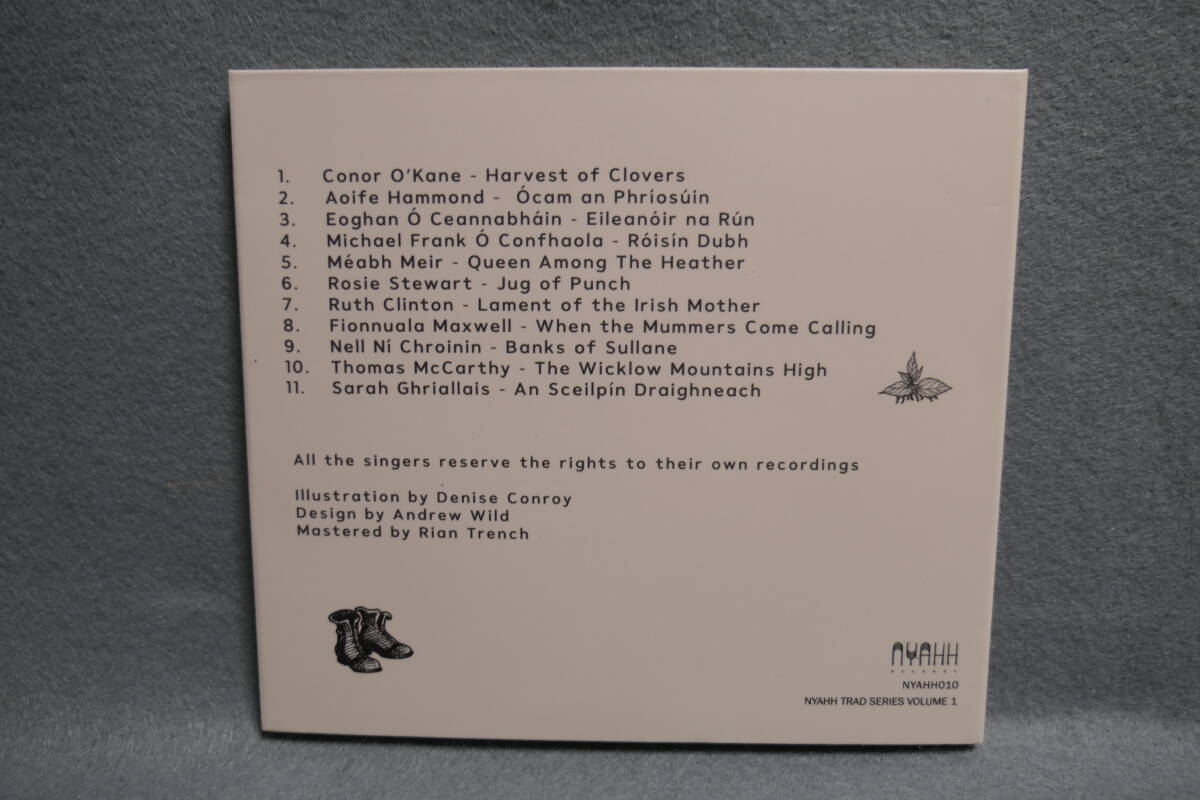 1. Conor O'Kane - Harvest of Clovers
2. Aoife Hammond - Ócam an Phríosúin
3. Eoghan Ó Ceannabháin - Eileanóir na Rún
4. Michael Frank Ó Confhaola - Róisín Dubh
5. Méabh Meir - Queen Among The Heather
6. Rosie Stewart - Jug of Punch
7. Ruth Clinton - Lament of the Irish Mother
8. Fionnuala Maxwell - When the Mummers Come Calling
9. Nell Ní Chroinin - Banks of Sullane
10. Thomas McCarthy - The Wicklow Mountains High
11. Sarah Ghriallais - An Sceilpín Draighneach
All the singers reserve the rights to their own recordings
Illustration by Denise Conroy
Design by Andrew Wild
Mastered by Rian Trench
NYAHH
RECORDS
NYAHH010
NYAHH TRAD SERIES VOLUME 1